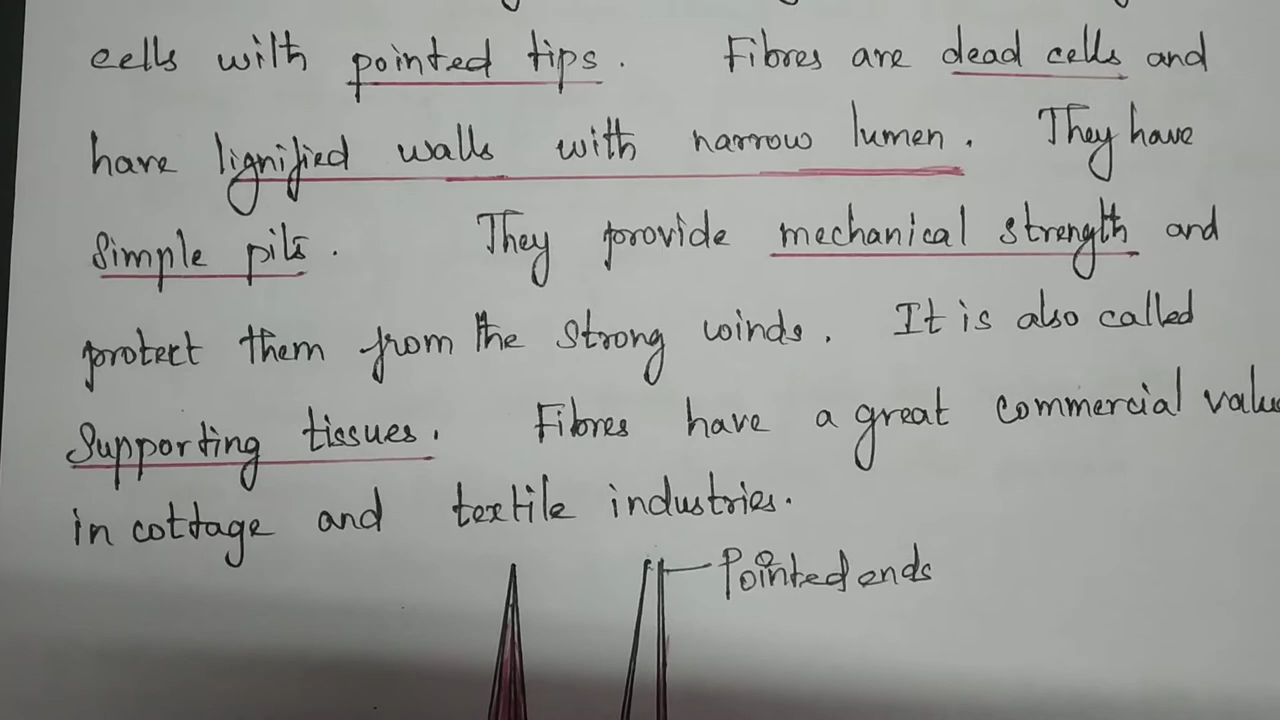 cells with pointed tips. Fibres are dead cells and
have lignified walls with narrow lumen. They have
Simple pits. They provide mechanical strength and
protect them from the strong winds. It is also called
Supporting tissues. Fibres have a great commercial valu
in cottage and textile industries.
Pointed ends